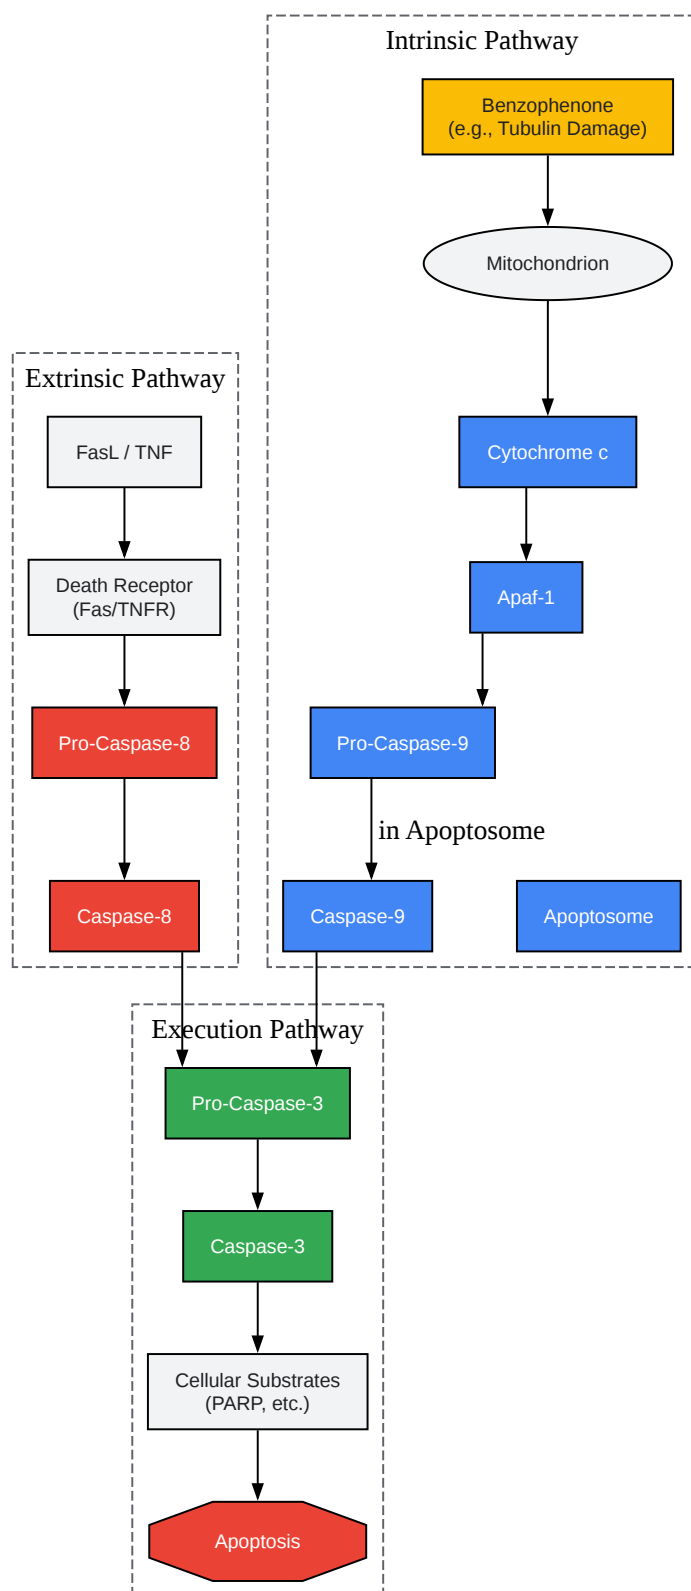 Intrinsic Pathway
Benzophenone
(e.g., Tubulin Damage)
Mitochondrion
Cytochrome c
Apaf-1
Pro-Caspase-9
in Apoptosome
Caspase-9
Apoptosome
Extrinsic Pathway
FasL / TNF
Death Receptor
(Fas/TNFR)
Pro-Caspase-8
Caspase-8
Execution Pathway
Pro-Caspase-3
Caspase-3
Cellular Substrates
(PARP, etc.)
Apoptosis